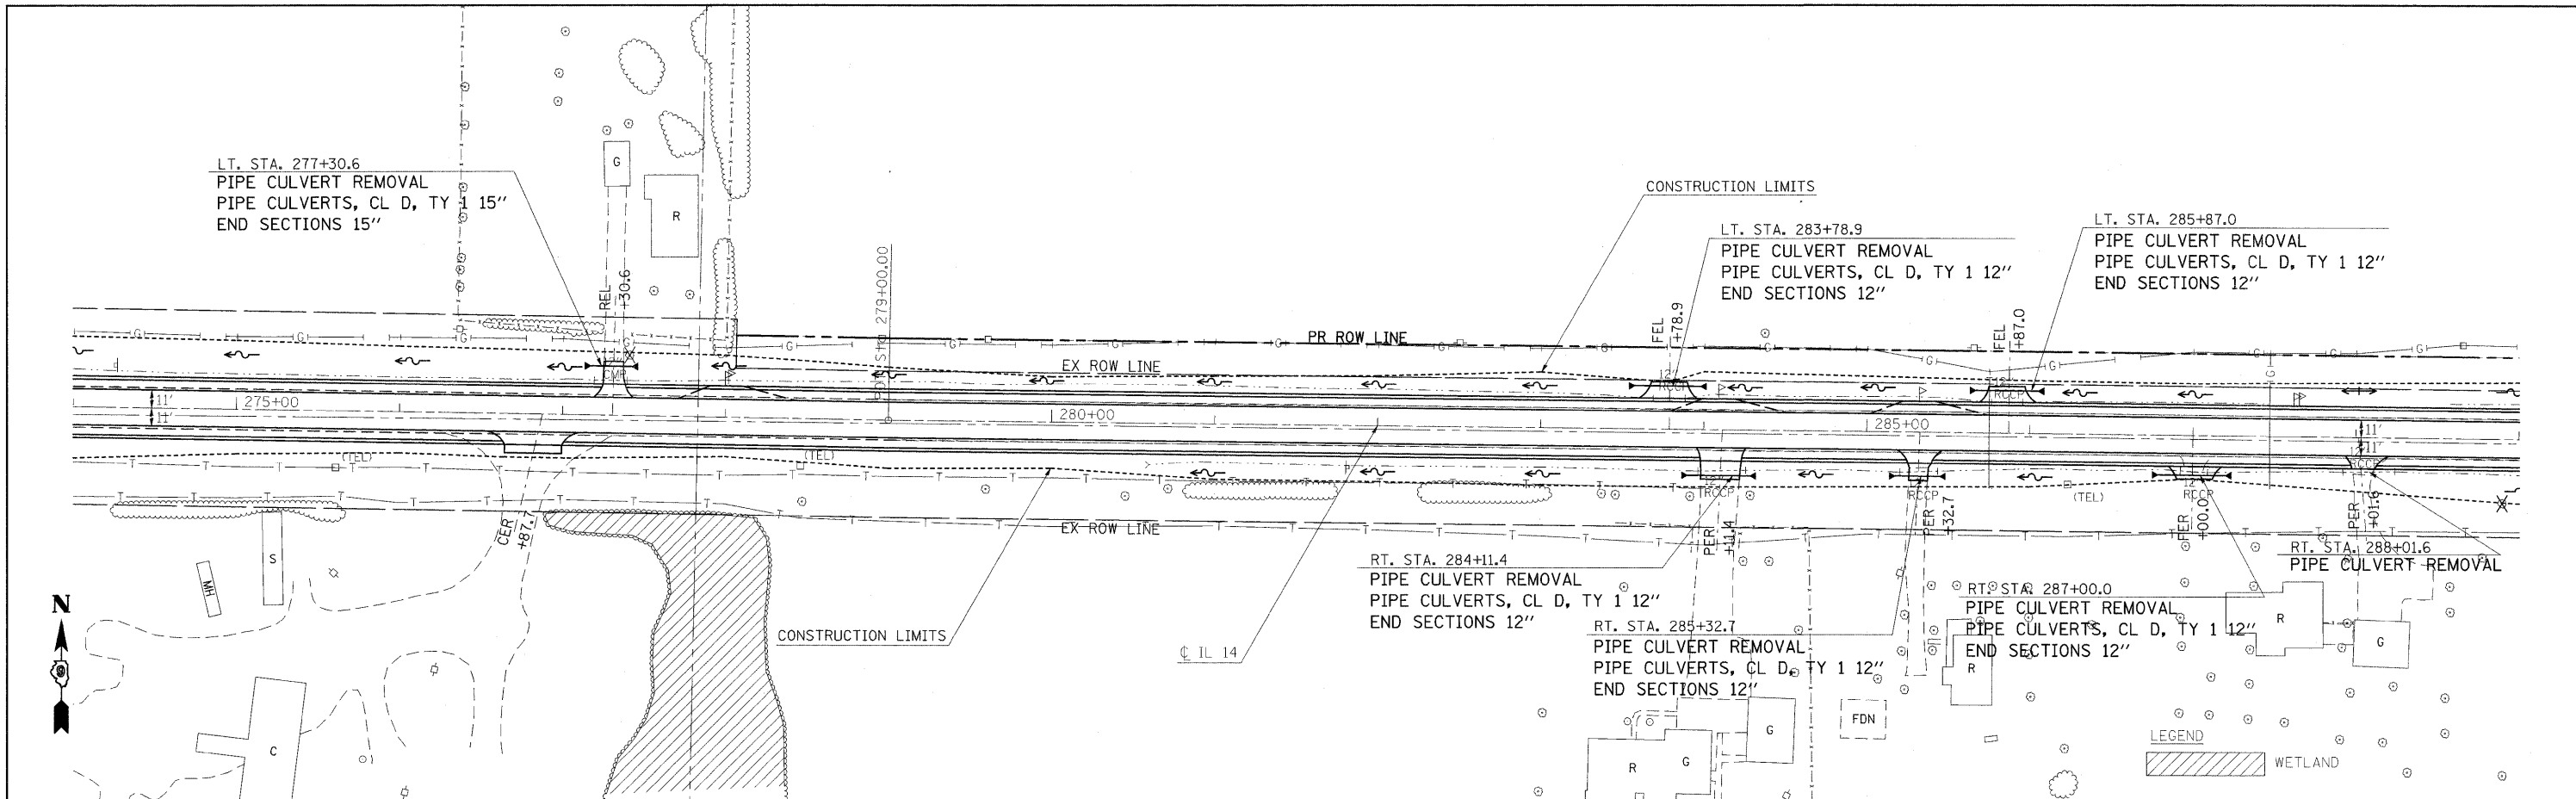 LT. STA. 277+30.6
PIPE CULVERT REMOVAL
PIPE CULVERTS, CL D, TY 1 15"
END SECTIONS 15"
G
R
REL
+30.6
279+00.00
CONSTRUCTION LIMITS
LT. STA. 283+78.9
PIPE CULVERT REMOVAL
PIPE CULVERTS, CL D, TY 1 12"
END SECTIONS 12"
LT. STA. 285+87.0
PIPE CULVERT REMOVAL
PIPE CULVERTS, CL D, TY 1 12"
END SECTIONS 12"
FEL
+78.9
FEL
+87.0
PR ROW LINE
EX ROW LINE
G G G G G G G G G G G G
CMP
12"
RCCP
12"
RCCP
11'
11'
275+00
280+00
285+00
11'
11'
(TEL)
(TEL)
(TEL)
T T T T T T T T T T
RCCP
RCCP
12"
RCCP
RCCP
EX ROW LINE
CER
+87.7
PER
+11.4
PER
+32.7
FER
+00.0
PER
+01.6
RT. STA. 284+11.4
PIPE CULVERT REMOVAL
PIPE CULVERTS, CL D, TY 1 12"
END SECTIONS 12"
RT. STA. 285+32.7
PIPE CULVERT REMOVAL
PIPE CULVERTS, CL D, TY 1 12"
END SECTIONS 12"
RT. STA. 287+00.0
PIPE CULVERT REMOVAL
PIPE CULVERTS, CL D, TY 1 12"
END SECTIONS 12"
RT. STA. 288+01.6
PIPE CULVERT REMOVAL
S
MH
N
9
CONSTRUCTION LIMITS
℄ IL 14
C
R
G
G
FDN
R
R
G
LEGEND
WETLAND